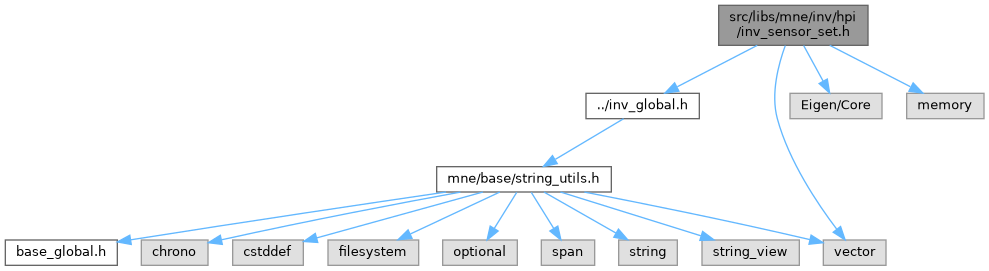 src/libs/mne/inv/hpi
/inv_sensor_set.h
../inv_global.h
Eigen/Core
memory
mne/base/string_utils.h
base_global.h
chrono
cstddef
filesystem
optional
span
string
string_view
vector